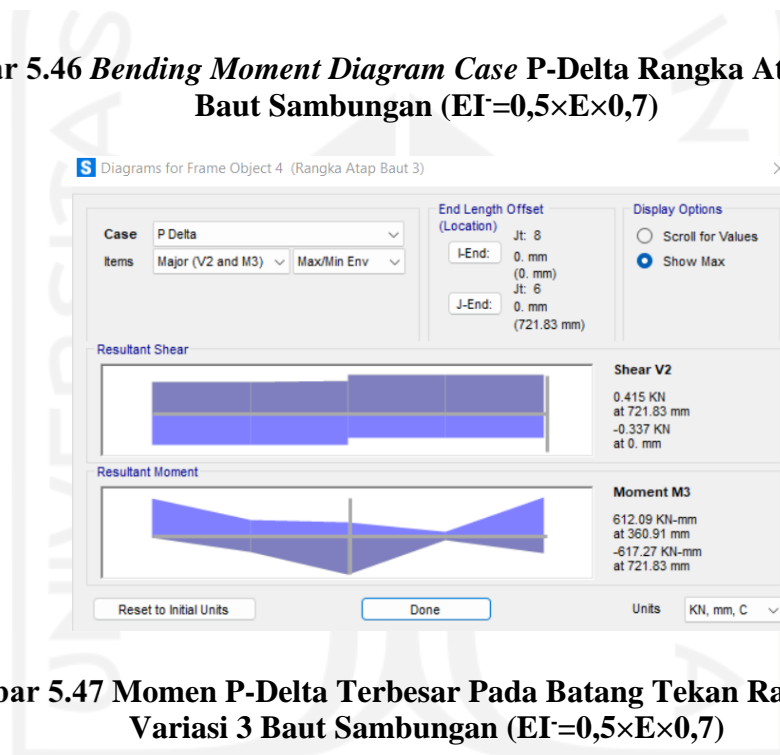 ar 5.46 Bending Moment Diagram Case P-Delta Rangka At
Baut Sambungan (EI⁻=0,5×E×0,7)
S Diagrams for Frame Object 4 (Rangka Atap Baut 3)
Case P Delta
Items Major (V2 and M3) Max/Min Env
End Length Offset
(Location)
Jt: 8
I-End: 0. mm
(0. mm)
Jt: 6
J-End: 0. mm
(721.83 mm)
Display Options
Scroll for Values
Show Max
Resultant Shear
Shear V2
0.415 KN
at 721.83 mm
-0.337 KN
at 0. mm
Resultant Moment
Moment M3
612.09 KN-mm
at 360.91 mm
-617.27 KN-mm
at 721.83 mm
Reset to Initial Units Done Units KN, mm, C
bar 5.47 Momen P-Delta Terbesar Pada Batang Tekan Ra
Variasi 3 Baut Sambungan (EI⁻=0,5×E×0,7)
UNIVERSITAS